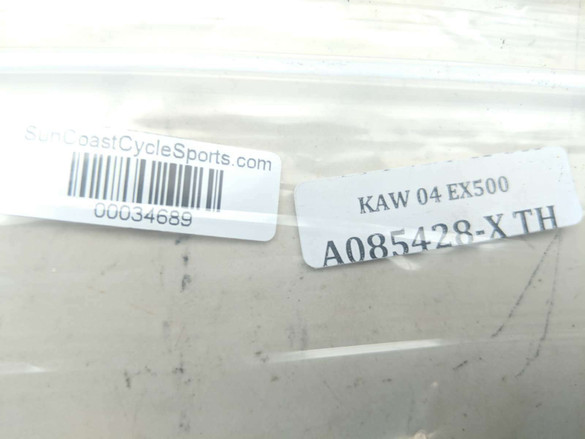 SunCoastCycleSports.com
00034689
KAW 04 EX500
A085428-X TH